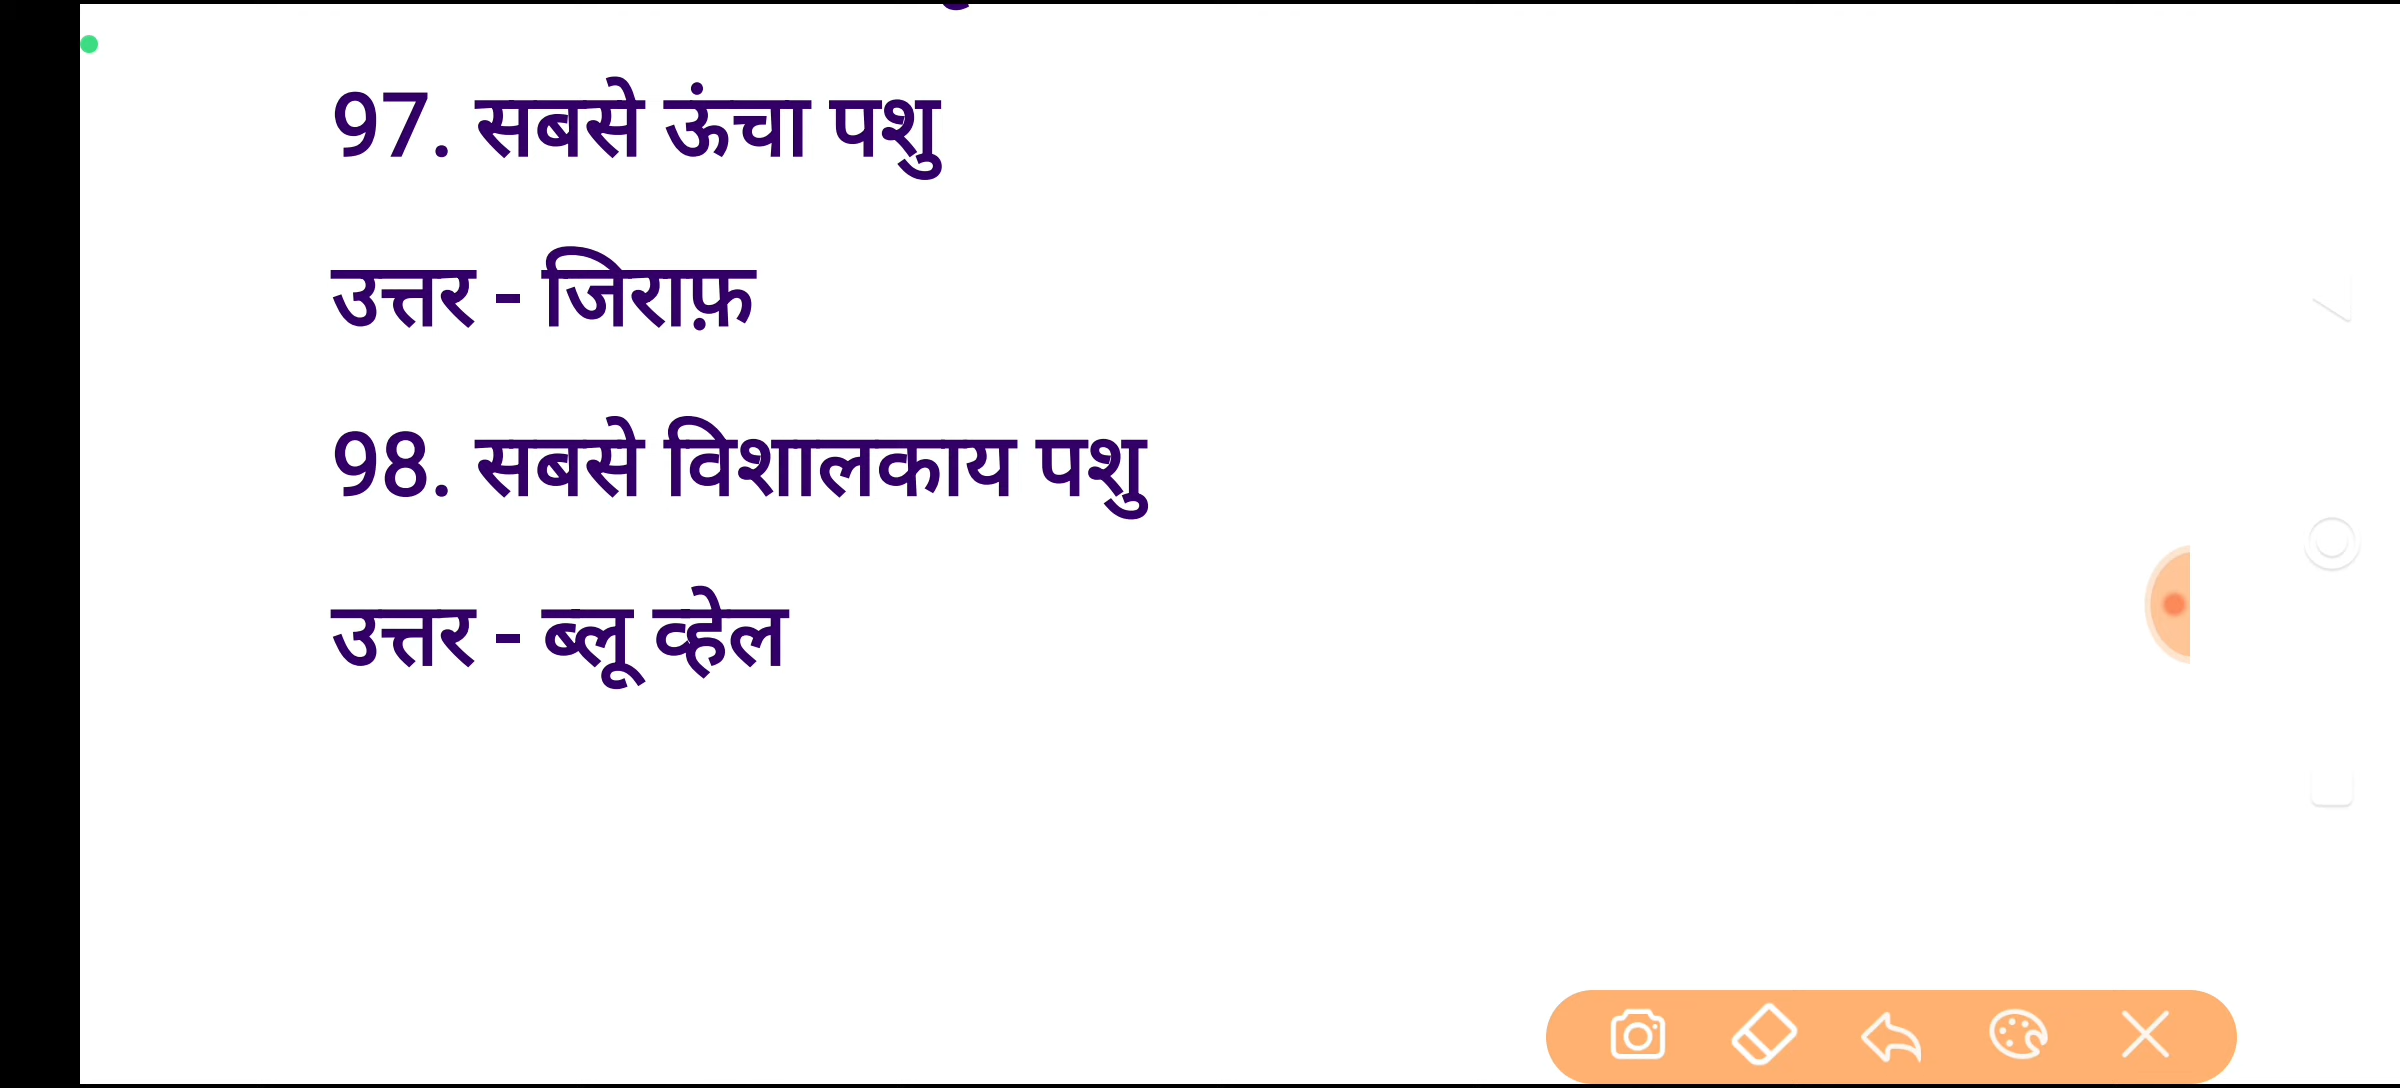 97. सबसे ऊंचा पशु
उत्तर - जिराफ़
98. सबसे विशालकाय पशु
उत्तर - ब्लू व्हेल